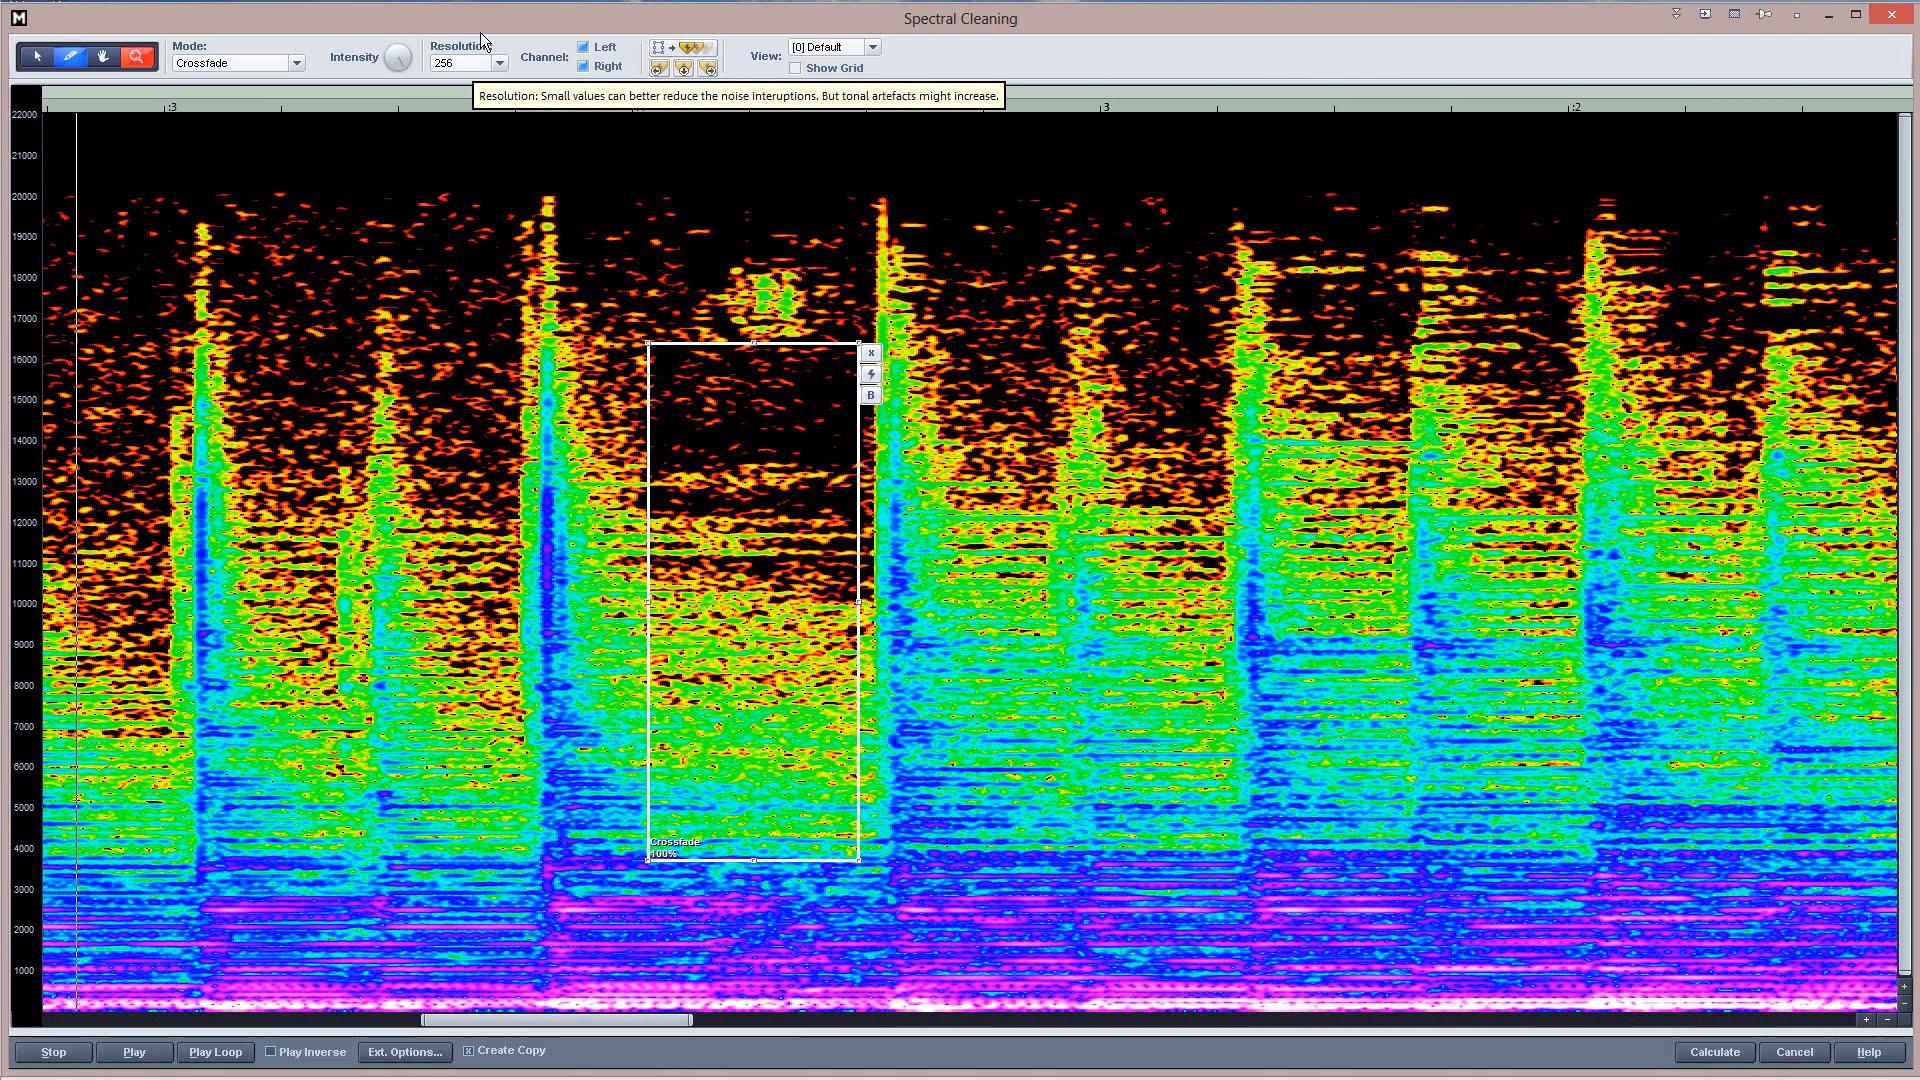 M Spectral Cleaning
Mode:
Crossfade
Intensity
Resolution
256
Channel:
Left
Right
View:
[0] Default
Show Grid
Resolution: Small values can better reduce the noise interuptions. But tonal artefacts might increase.
:3 3 :2
22000
21000
20000
19000
18000
17000
16000
15000
14000
13000
12000
11000
10000
9000
8000
7000
6000
5000
4000
3000
2000
1000
x
B
Crossfade
100%
Stop Play Play Loop Play Inverse Ext. Options... Create Copy Calculate Cancel Help